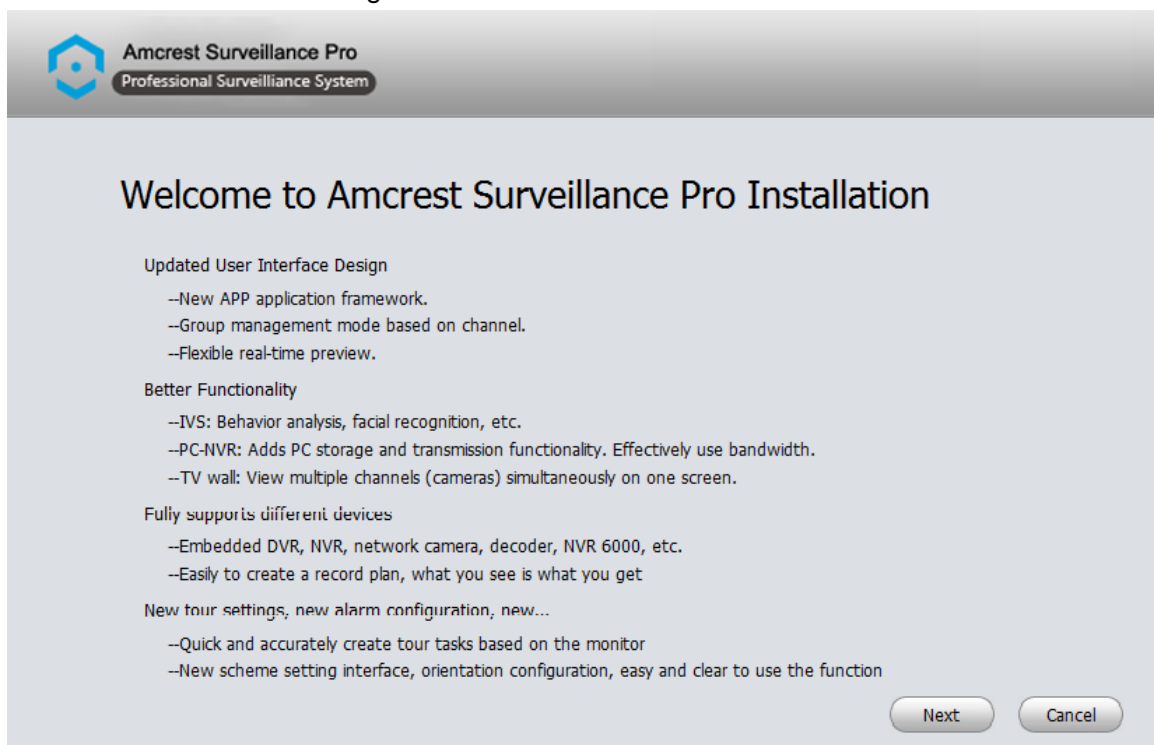 Amcrest Surveillance Pro
Professional Surveilliance System
Welcome to Amcrest Surveillance Pro Installation
Updated User Interface Design
--New APP application framework.
--Group management mode based on channel.
--Flexible real-time preview.
Better Functionality
--IVS: Behavior analysis, facial recognition, etc.
--PC-NVR: Adds PC storage and transmission functionality. Effectively use bandwidth.
--TV wall: View multiple channels (cameras) simultaneously on one screen.
Fully supports different devices
--Embedded DVR, NVR, network camera, decoder, NVR 6000, etc.
--Easily to create a record plan, what you see is what you get
New tour settings, new alarm configuration, new...
--Quick and accurately create tour tasks based on the monitor
--New scheme setting interface, orientation configuration, easy and clear to use the function
Next Cancel